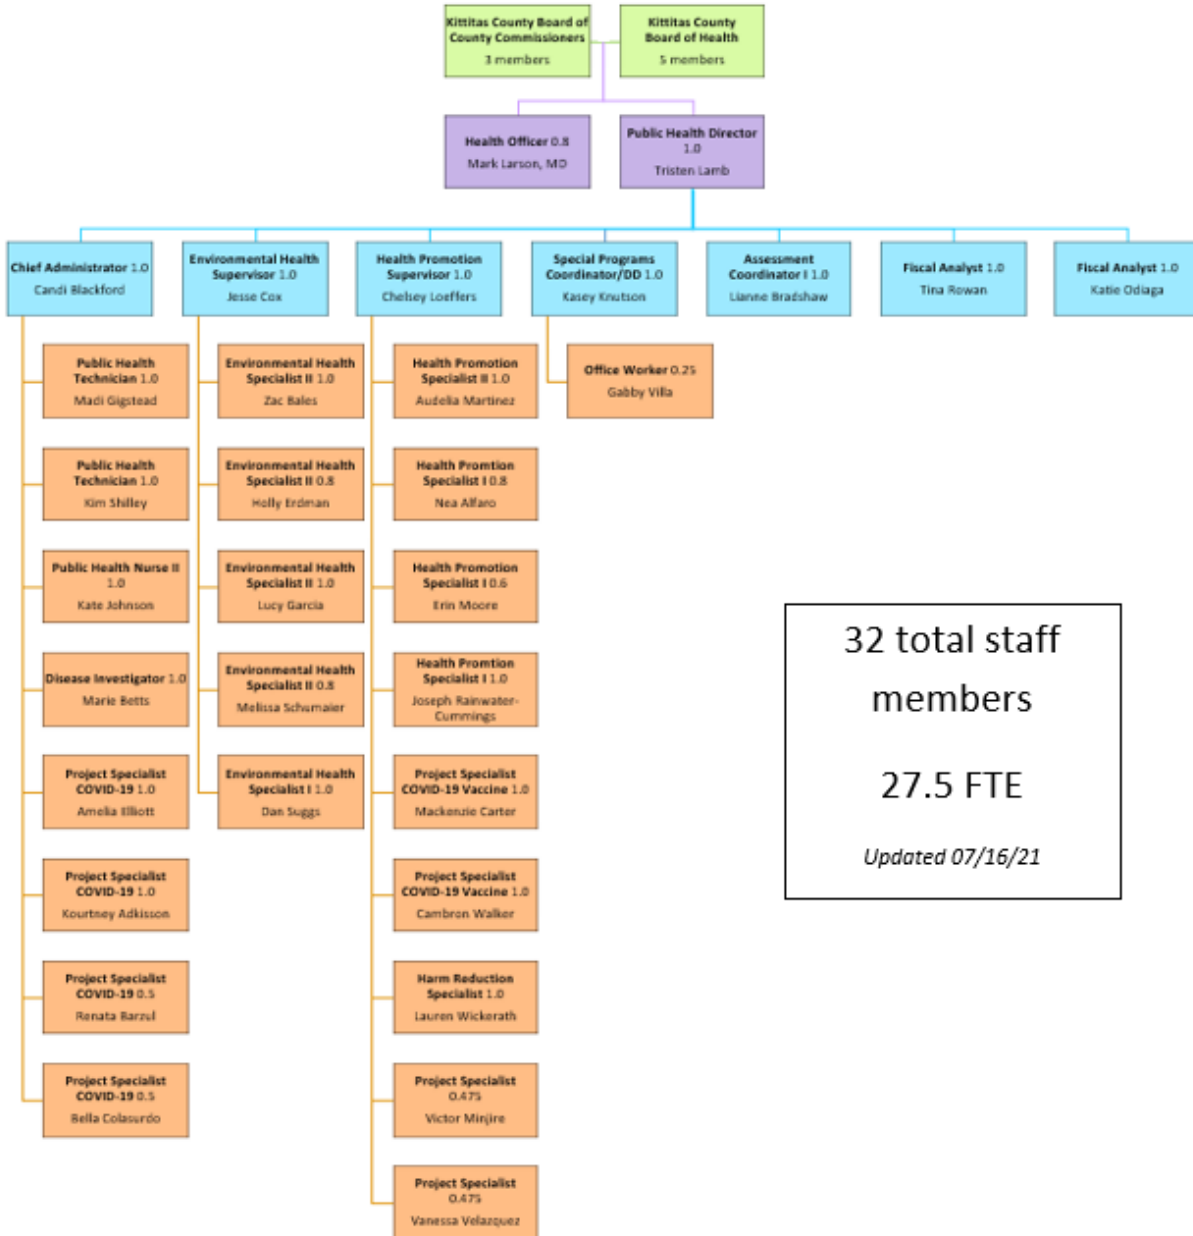 Kittitas County Board of
County Commissioners
3 members
Kittitas County
Board of Health
5 members
Health Officer 0.8
Mark Larson, MD
Public Health Director
1.0
Tristen Lamb
Chief Administrator 1.0
Candi Blackford
Environmental Health
Supervisor 1.0
Jesse Cox
Health Promotion
Supervisor 1.0
Chelsey Loeffers
Special Programs
Coordinator/DD 1.0
Kasey Knutson
Assessment
Coordinator I 1.0
Lianne Bradshaw
Fiscal Analyst 1.0
Tina Rowan
Fiscal Analyst 1.0
Katie Odiaga
Public Health
Technician 1.0
Madi Gigstead
Public Health
Technician 1.0
Kim Shilley
Public Health Nurse II
1.0
Kate Johnson
Disease Investigator 1.0
Marie Betts
Project Specialist
COVID-19 1.0
Amelia Elliott
Project Specialist
COVID-19 1.0
Kourtney Adkisson
Project Specialist
COVID-19 0.5
Renata Barzul
Project Specialist
COVID-19 0.5
Bella Colasurdo
Environmental Health
Specialist II 1.0
Zac Bales
Environmental Health
Specialist II 0.8
Holly Erdman
Environmental Health
Specialist II 1.0
Lucy Garcia
Environmental Health
Specialist II 0.8
Melissa Schumaier
Environmental Health
Specialist I 1.0
Dan Suggs
Health Promotion
Specialist II 1.0
Audelia Martinez
Health Promtion
Specialist I 0.8
Nea Alfaro
Health Promotion
Specialist I 0.6
Erin Moore
Health Promtion
Specialist I 1.0
Joseph Rainwater-
Cummings
Project Specialist
COVID-19 Vaccine 1.0
Mackenzie Carter
Project Specialist
COVID-19 Vaccine 1.0
Cambron Walker
Harm Reduction
Specialist 1.0
Lauren Wickerath
Project Specialist
0.475
Victor Minjire
Project Specialist
0.475
Vanessa Velazquez
Office Worker 0.25
Gabby Villa
32 total staff
members
27.5 FTE
Updated 07/16/21